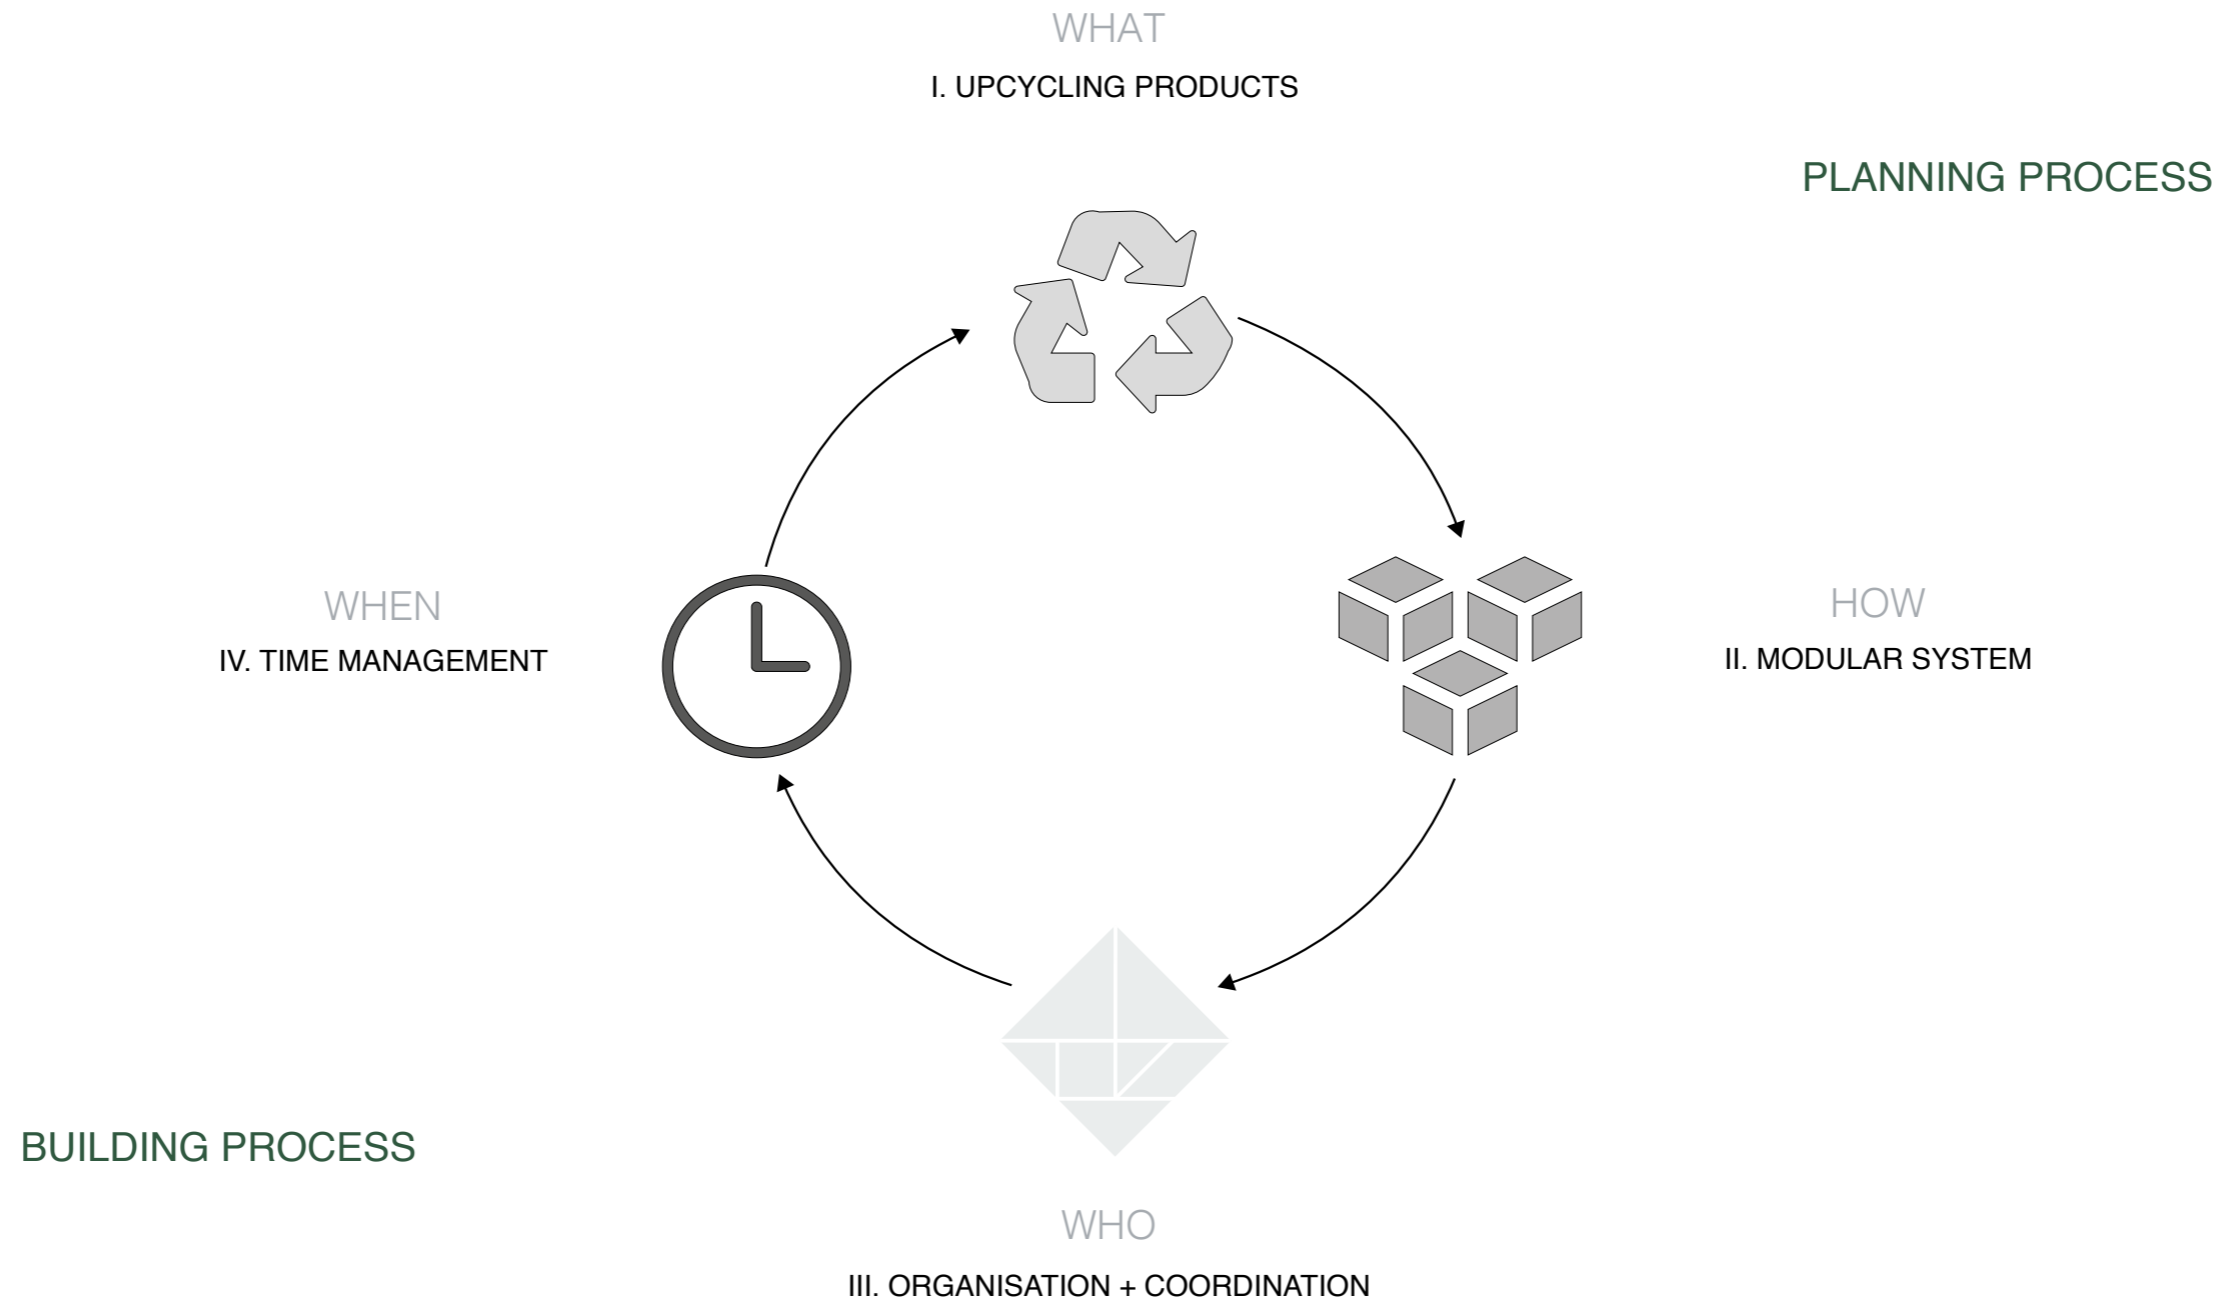 WHAT
I. UPCYCLING PRODUCTS
PLANNING PROCESS
WHEN
IV. TIME MANAGEMENT
HOW
II. MODULAR SYSTEM
BUILDING PROCESS
WHO
III. ORGANISATION + COORDINATION